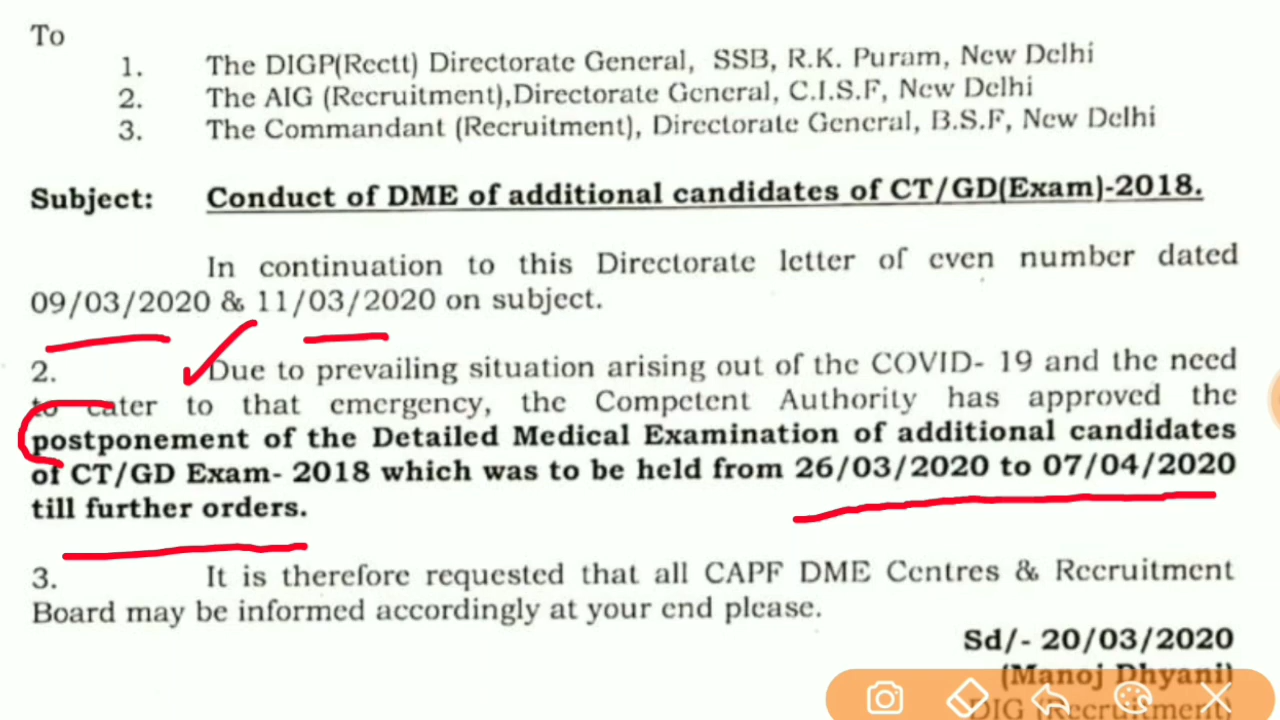 To
1. The DIGP(Rectt) Directorate General, SSB, R.K. Puram, New Delhi
2. The AIG (Recruitment),Directorate General, C.I.S.F, New Delhi
3. The Commandant (Recruitment), Directorate General, B.S.F, New Delhi
Subject: Conduct of DME of additional candidates of CT/GD(Exam)-2018.
In continuation to this Directorate letter of even number dated
09/03/2020 & 11/03/2020 on subject.
2. Due to prevailing situation arising out of the COVID- 19 and the need
to cater to that emergency, the Competent Authority has approved the
postponement of the Detailed Medical Examination of additional candidates
of CT/GD Exam- 2018 which was to be held from 26/03/2020 to 07/04/2020
till further orders.
3. It is therefore requested that all CAPF DME Centres & Recruitment
Board may be informed accordingly at your end please.
Sd/- 20/03/2020
(Manoj Dhyani)
DIG (Recruitment)